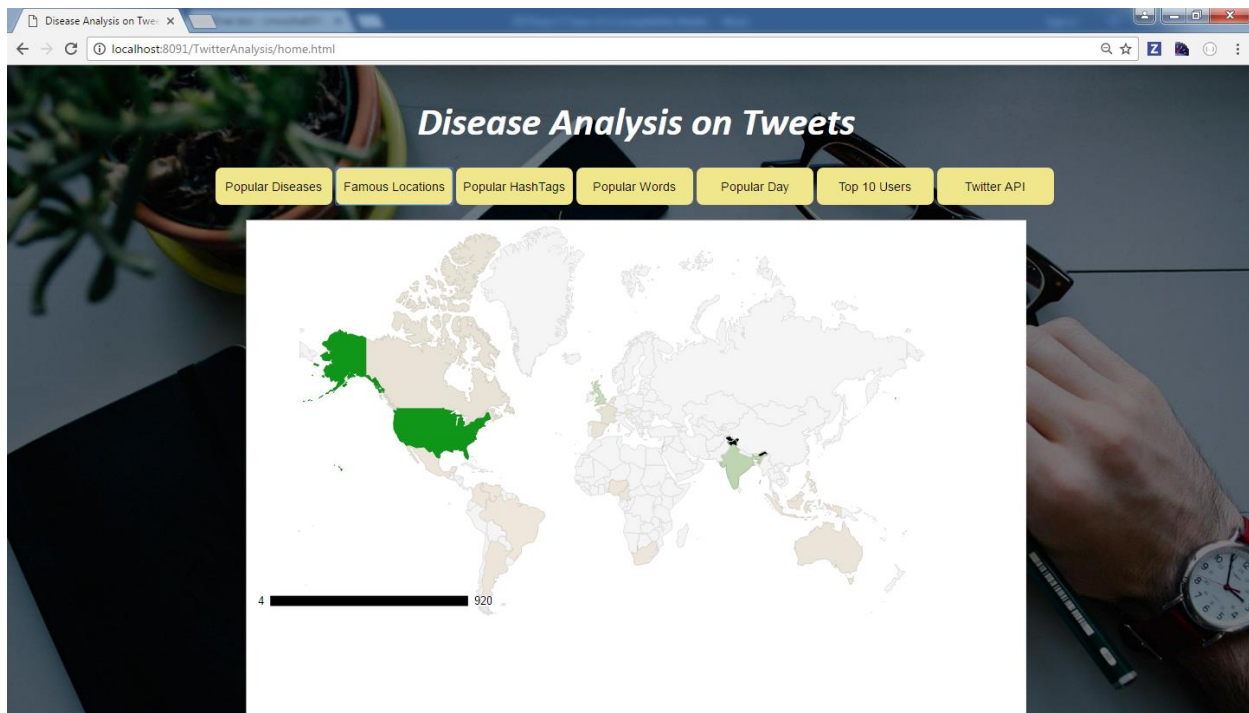 Disease Analysis on Twe
localhost:8091/TwitterAnalysis/home.html
Z
Disease Analysis on Tweets
Popular Diseases Famous Locations Popular HashTags Popular Words Popular Day Top 10 Users Twitter API
4 920